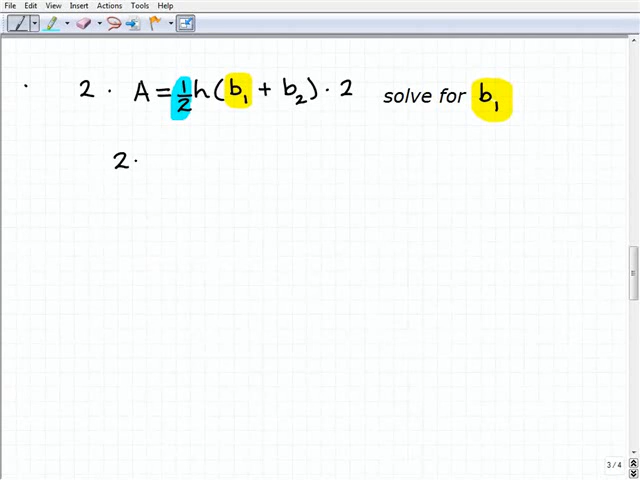 File Edit View Insert Actions Tools Help
2 · A = 1/2 h(b₁ + b₂) · 2 solve for b₁
2 ·
3 / 4